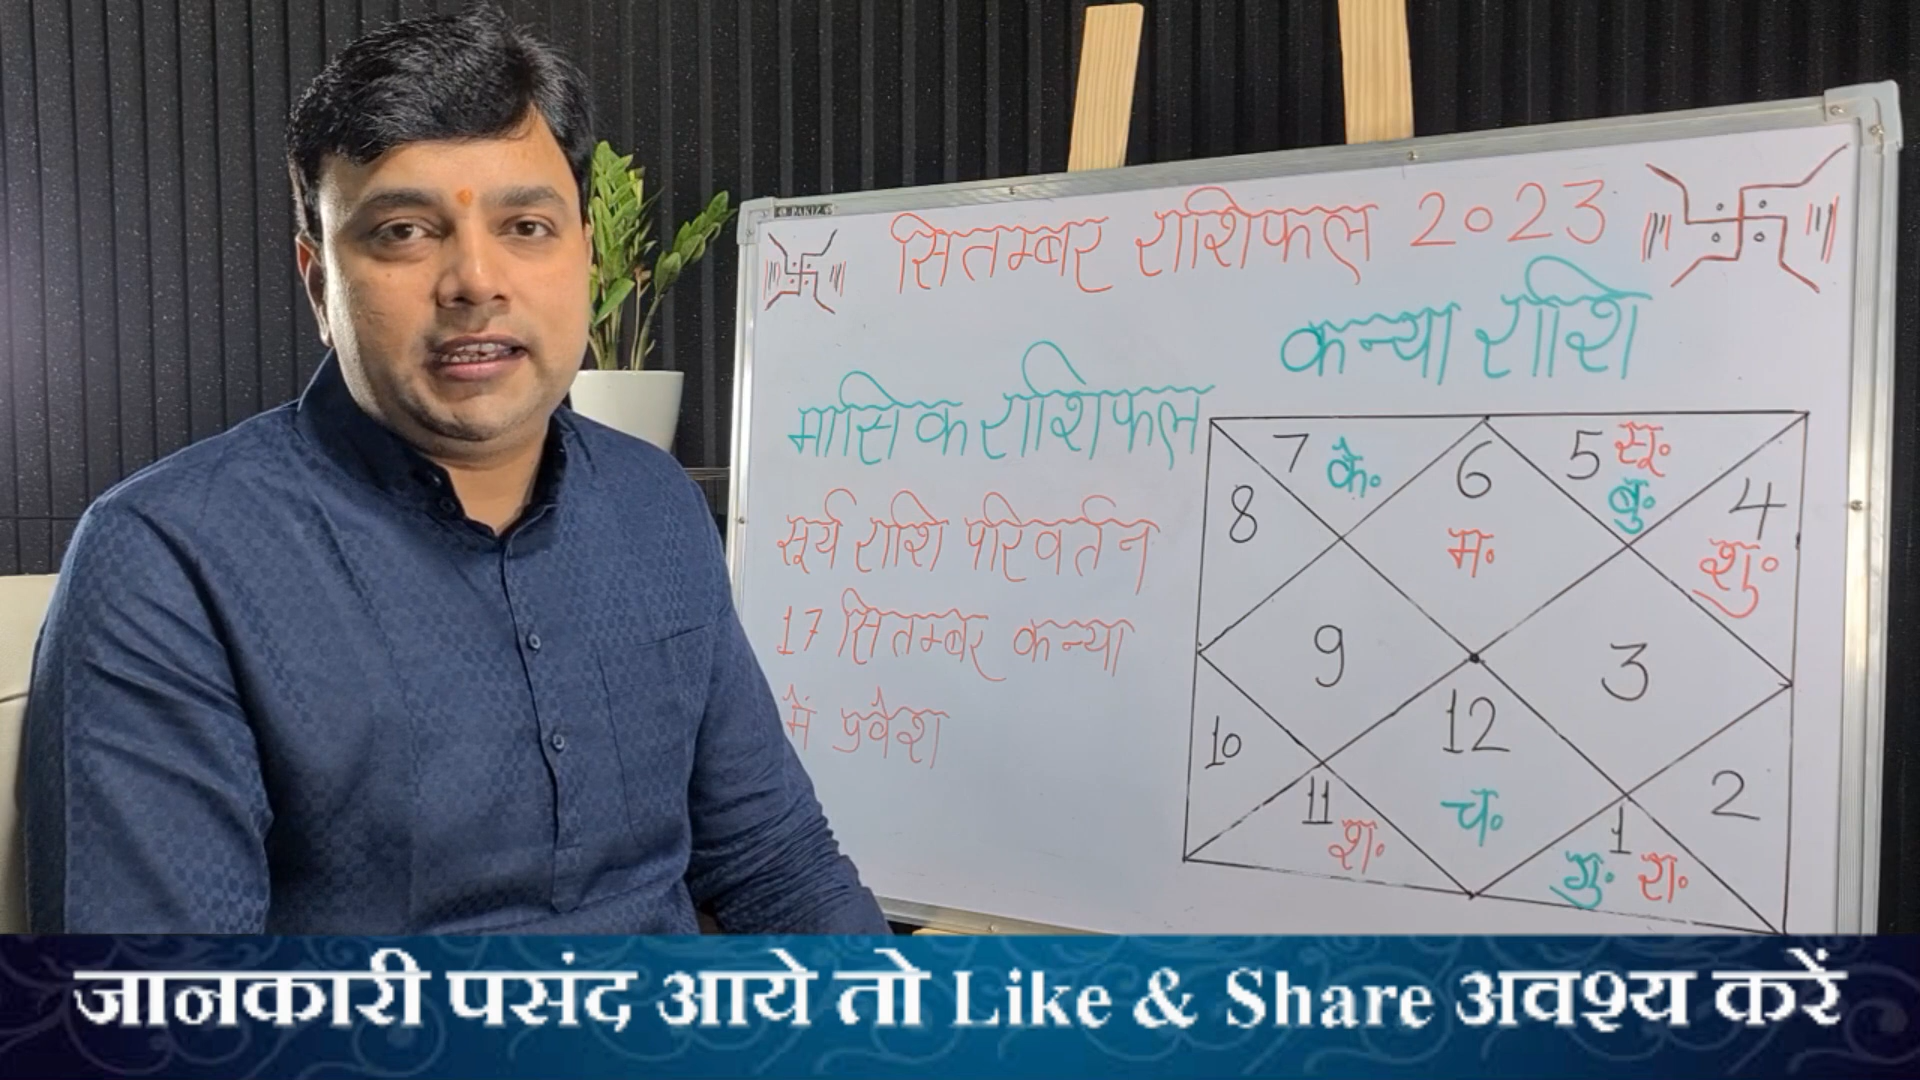 सितम्बर राशिफल 2023
कन्या राशि
मासिक राशिफल
सूर्य राशि परिवर्तन
17 सितम्बर कन्या
में प्रवेश
7 के॰
6
म॰
5 सू॰
बु॰
8
4
शु॰
9
3
10
12
च॰
2
11
श॰
1
गु॰ रा॰
जानकारी पसंद आये तो Like & Share अवश्य करें